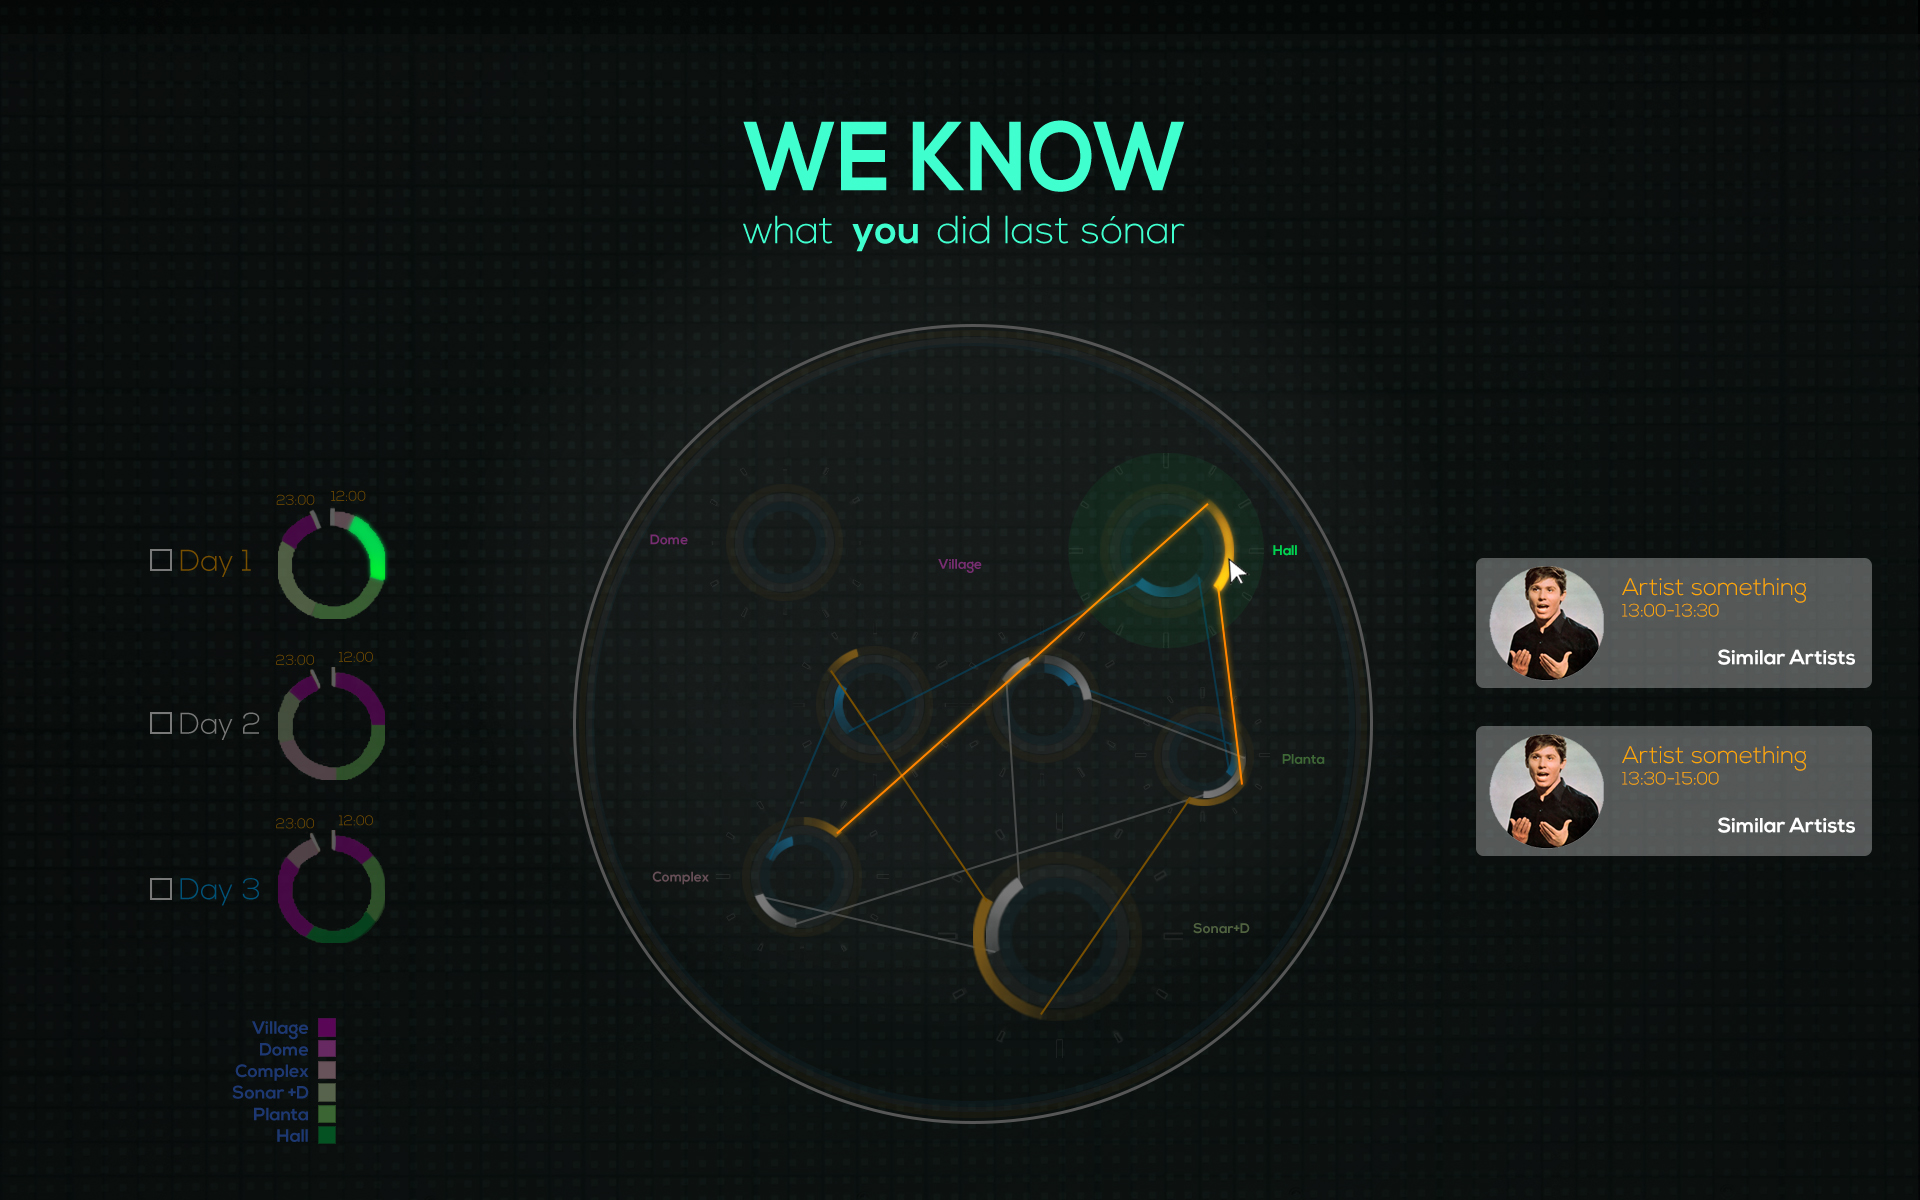 WE KNOW
what you did last sónar
Dome
Village
Hall
Planta
Complex
Sonar+D
23:00 12:00
Day 1
23:00 12:00
Day 2
23:00 12:00
Day 3
Village
Dome
Complex
Sonar +D
Planta
Hall
Artist something
13:00-13:30
Similar Artists
Artist something
13:30-15:00
Similar Artists